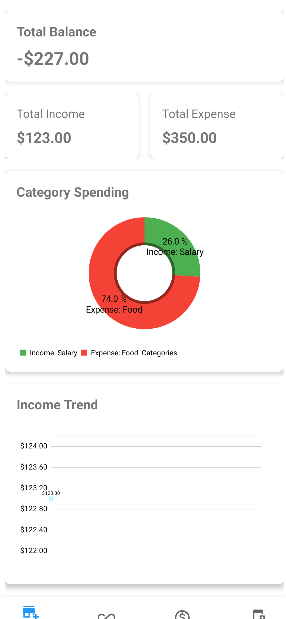 Total Balance
-$227.00
Total Income
$123.00
Total Expense
$350.00
Category Spending
26.0 %
Income: Salary
74.0 %
Expense: Food
Income: Salary Expense: Food Categories
Income Trend
$124.00
$123.60
$123.20
$123.00
$122.80
$122.40
$122.00